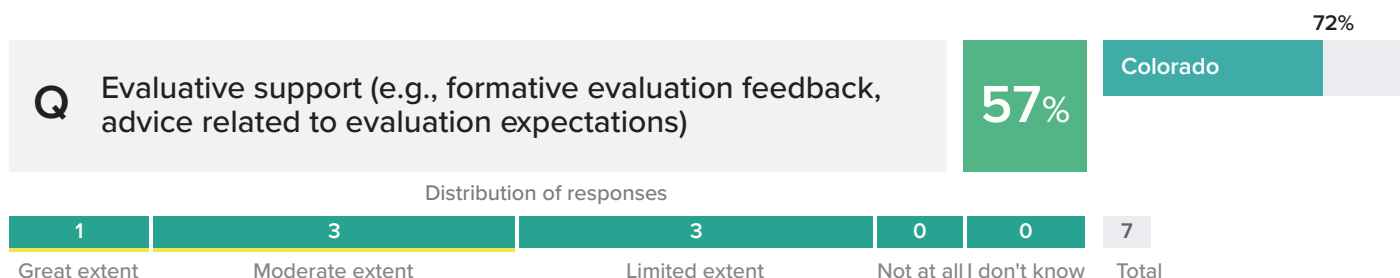 72%
Q Evaluative support (e.g., formative evaluation feedback,
advice related to evaluation expectations)
57%
Colorado
Distribution of responses
1 3 3 0 0 7
Great extent Moderate extent Limited extent Not at all I don't know Total